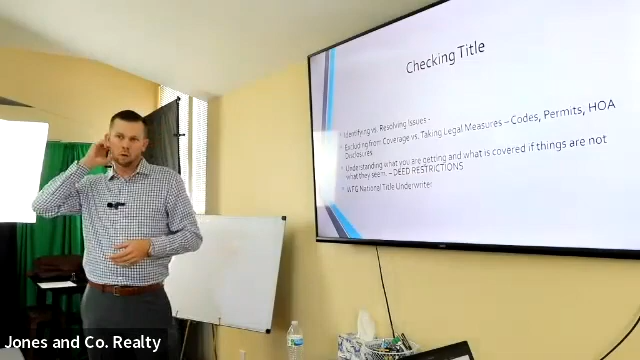 Checking Title
Identifying vs. Resolving Issues -
Excluding from Coverage vs. Taking Legal Measures – Codes, Permits, HOA
Disclosures
Understanding what you are getting and what is covered if things are not
what they seem. – DEED RESTRICTIONS
WFG National Title Underwriter
Jones and Co. Realty